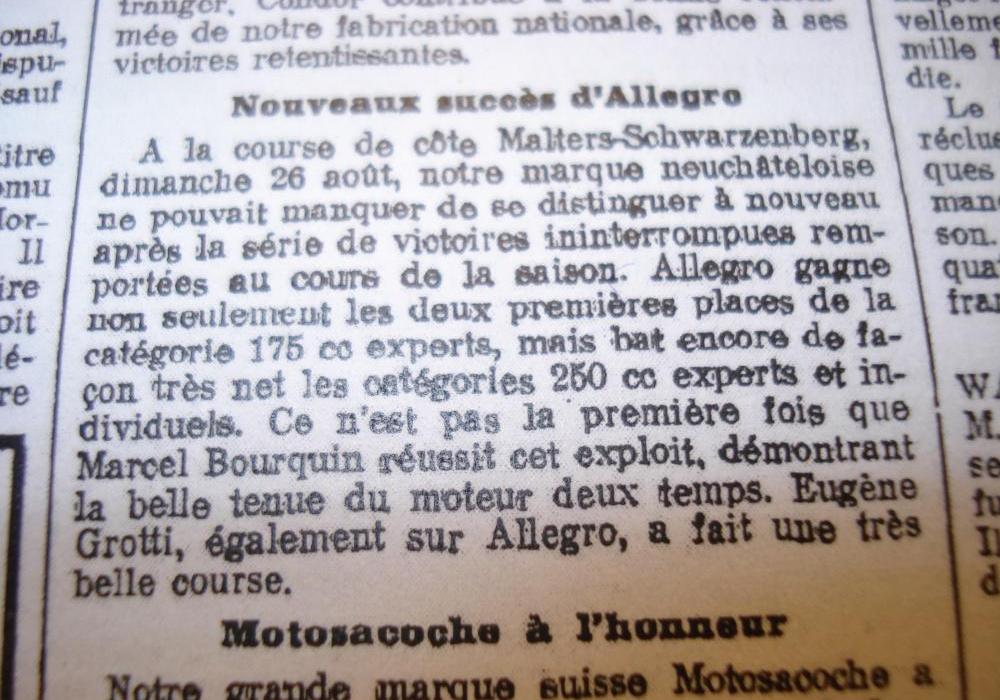 mée de notre fabrication nationale, grâce à ses
victoires retentissantes.
Nouveaux succès d'Allegro
A la course de côte Malters-Schwarzenberg,
dimanche 26 août, notre marque neuchâteloise
ne pouvait manquer de se distinguer à nouveau
après la série de victoires ininterrompues rem-
portées au cours de la saison. Allegro gagne
non seulement les deux premières places de la
catégorie 175 cc experts, mais bat encore de fa-
çon très net les catégories 250 cc experts et in-
dividuels. Ce n'est pas la première fois que
Marcel Bourquin réussit cet exploit, démontrant
la belle tenue du moteur deux temps. Eugène
Grotti, également sur Allegro, a fait une très
belle course.
Motosacoche à l'honneur
Notre grande marque suisse Motosacoche a